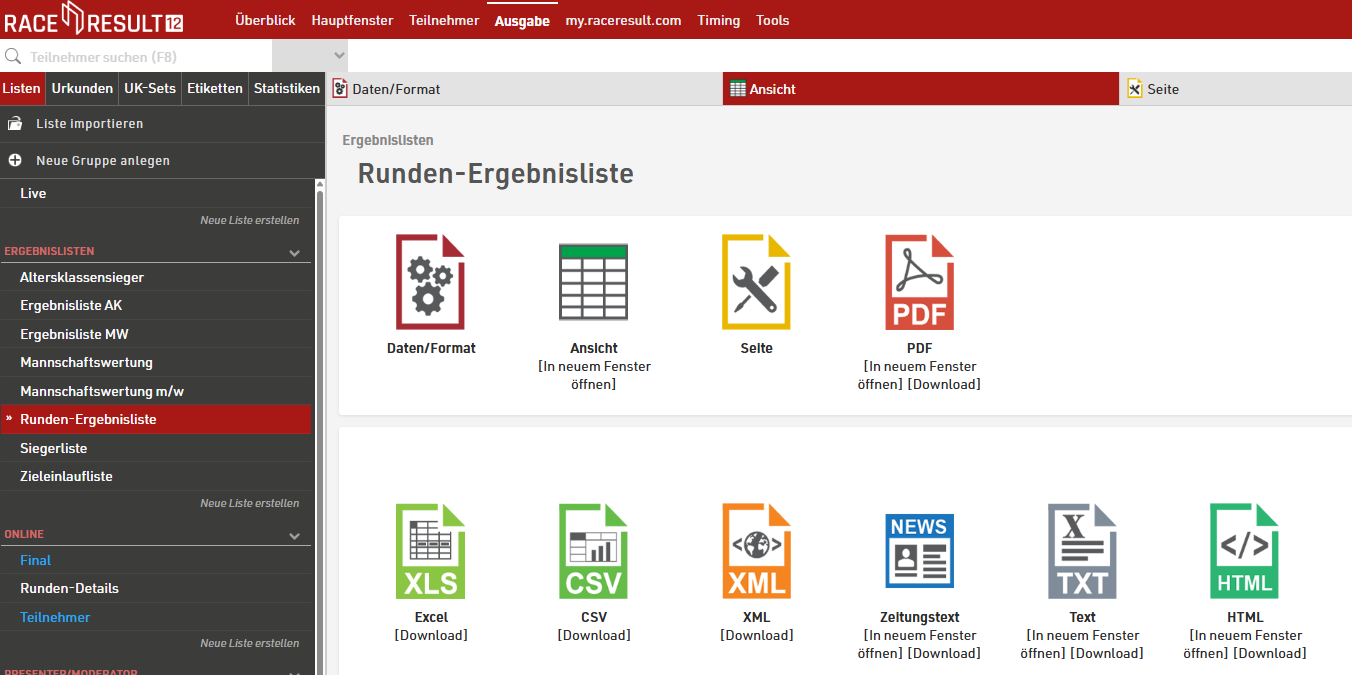 RACE RESULT 12
Überblick Hauptfenster Teilnehmer Ausgabe my.raceresult.com Timing Tools
Teilnehmer suchen (F8)
Listen Urkunden UK-Sets Etiketten Statistiken
Daten/Format Ansicht Seite
Liste importieren
Neue Gruppe anlegen
Live
Neue Liste erstellen
ERGEBNISLISTEN
Altersklassensieger
Ergebnisliste AK
Ergebnisliste MW
Mannschaftswertung
Mannschaftswertung m/w
» Runden-Ergebnisliste
Siegerliste
Zieleinlaufliste
Neue Liste erstellen
ONLINE
Final
Runden-Details
Teilnehmer
Neue Liste erstellen
PRESENTER/MODERATOR
Ergebnislisten
Runden-Ergebnisliste
PDF
Daten/Format
Ansicht
[In neuem Fenster
öffnen]
Seite
PDF
[In neuem Fenster
öffnen] [Download]
XLS
Excel
[Download]
CSV
CSV
[Download]
XML
XML
[Download]
NEWS
Zeitungstext
[In neuem Fenster
öffnen] [Download]
X
TXT
Text
[In neuem Fenster
öffnen] [Download]
</>
HTML
HTML
[In neuem Fenster
öffnen] [Download]